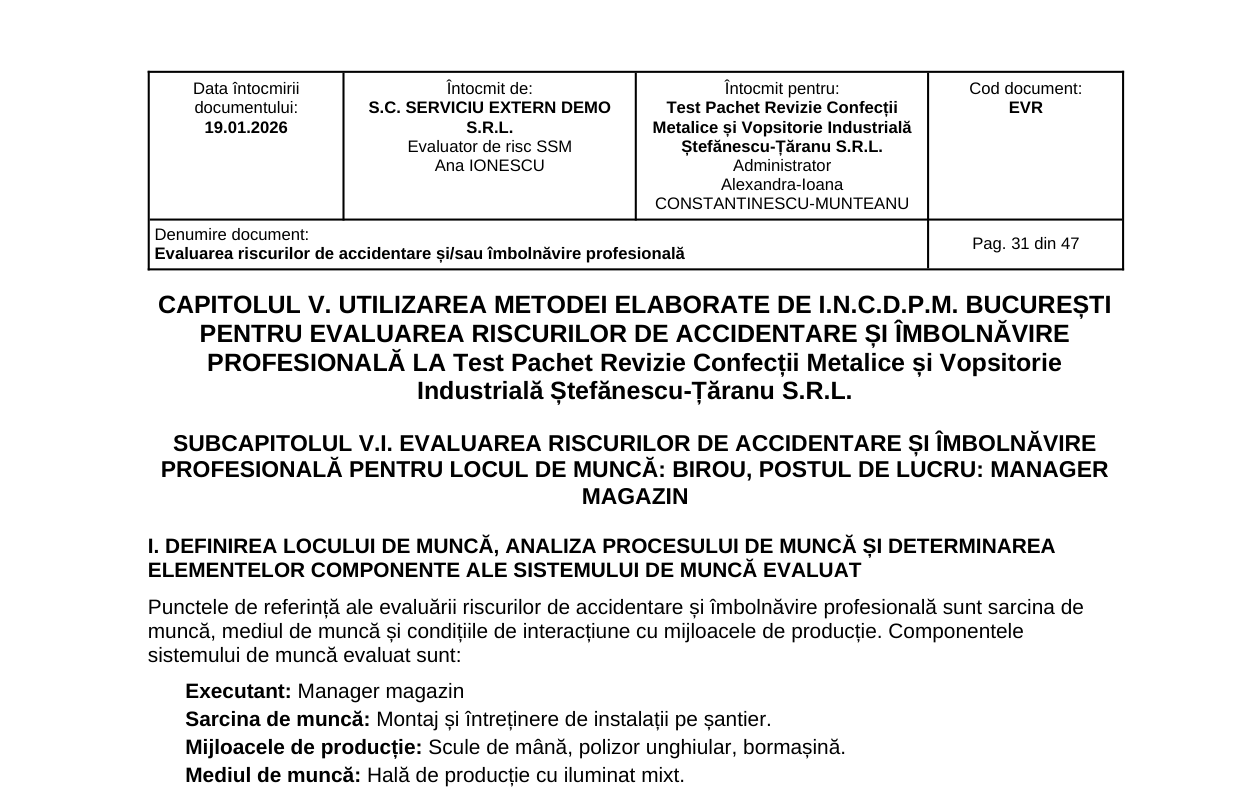 Data întocmirii
documentului:
19.01.2026
Întocmit de:
S.C. SERVICIU EXTERN DEMO
S.R.L.
Evaluator de risc SSM
Ana IONESCU
Întocmit pentru:
Test Pachet Revizie Confecții
Metalice și Vopsitorie Industrială
Ștefănescu-Țăranu S.R.L.
Administrator
Alexandra-Ioana
CONSTANTINESCU-MUNTEANU
Cod document:
EVR
Denumire document:
Evaluarea riscurilor de accidentare și/sau îmbolnăvire profesională
Pag. 31 din 47
CAPITOLUL V. UTILIZAREA METODEI ELABORATE DE I.N.C.D.P.M. BUCUREȘTI
PENTRU EVALUAREA RISCURILOR DE ACCIDENTARE ȘI ÎMBOLNĂVIRE
PROFESIONALĂ LA Test Pachet Revizie Confecții Metalice și Vopsitorie
Industrială Ștefănescu-Țăranu S.R.L.
SUBCAPITOLUL V.I. EVALUAREA RISCURILOR DE ACCIDENTARE ȘI ÎMBOLNĂVIRE
PROFESIONALĂ PENTRU LOCUL DE MUNCĂ: BIROU, POSTUL DE LUCRU: MANAGER
MAGAZIN
I. DEFINIREA LOCULUI DE MUNCĂ, ANALIZA PROCESULUI DE MUNCĂ ȘI DETERMINAREA
ELEMENTELOR COMPONENTE ALE SISTEMULUI DE MUNCĂ EVALUAT
Punctele de referință ale evaluării riscurilor de accidentare și îmbolnăvire profesională sunt sarcina de
muncă, mediul de muncă și condițiile de interacțiune cu mijloacele de producție. Componentele
sistemului de muncă evaluat sunt:
Executant: Manager magazin
Sarcina de muncă: Montaj și întreținere de instalații pe șantier.
Mijloacele de producție: Scule de mână, polizor unghiular, bormașină.
Mediul de muncă: Hală de producție cu iluminat mixt.